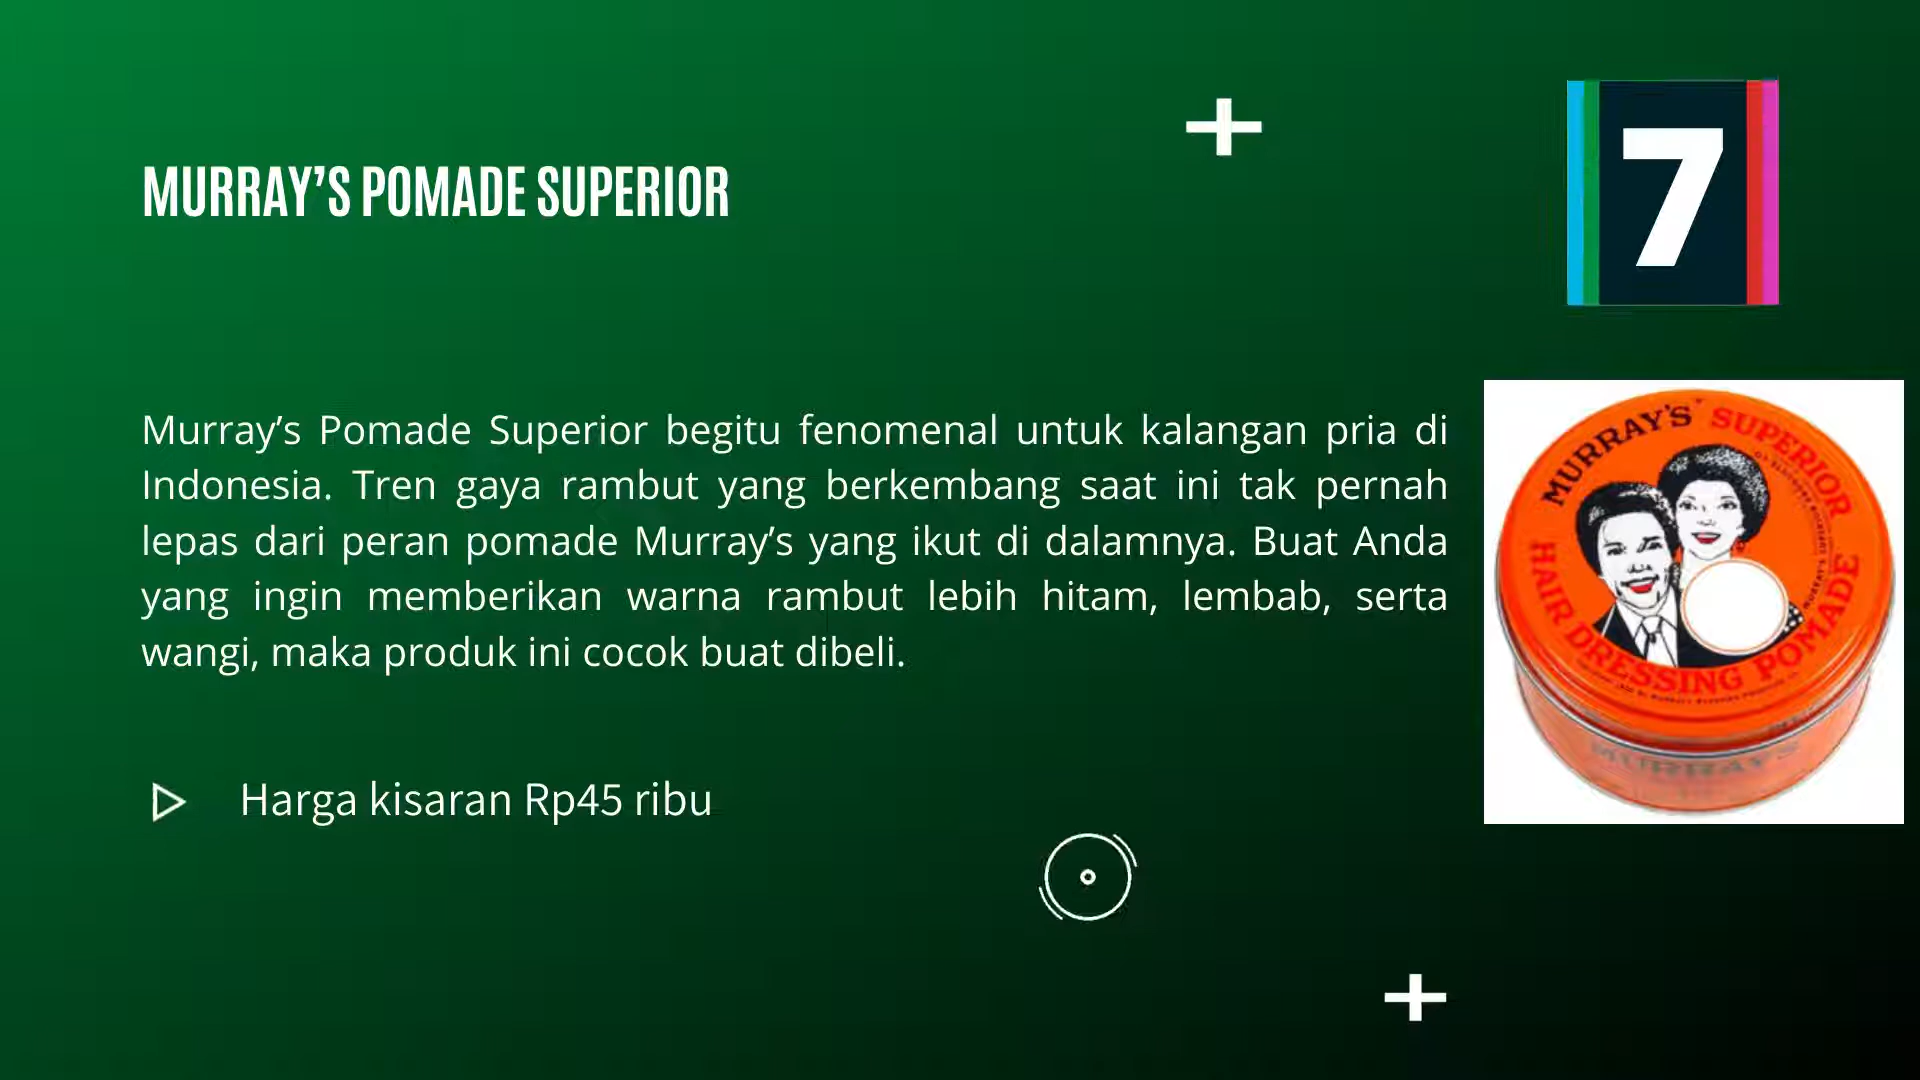 MURRAY’S POMADE SUPERIOR
7
Murray’s Pomade Superior begitu fenomenal untuk kalangan pria di
Indonesia. Tren gaya rambut yang berkembang saat ini tak pernah
lepas dari peran pomade Murray’s yang ikut di dalamnya. Buat Anda
yang ingin memberikan warna rambut lebih hitam, lembab, serta
wangi, maka produk ini cocok buat dibeli.
Harga kisaran Rp45 ribu
MURRAY'S SUPERIOR
HAIR DRESSING POMADE
MURRAY'S